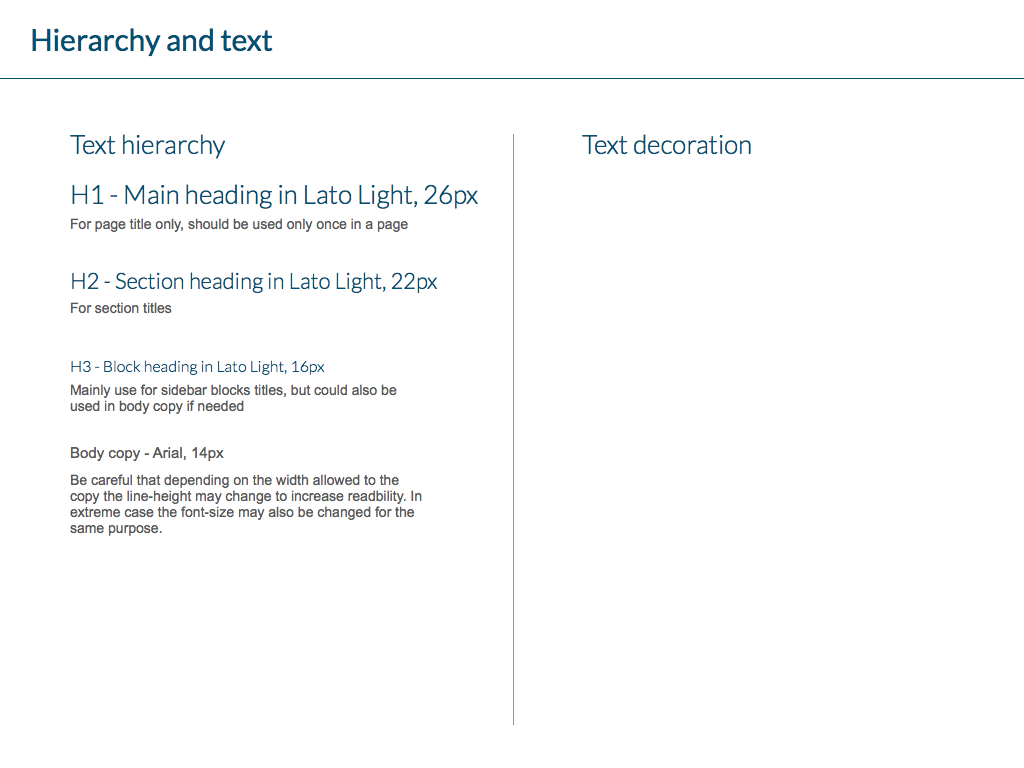 Hierarchy and text
Text hierarchy
H1 - Main heading in Lato Light, 26px
For page title only, should be used only once in a page
H2 - Section heading in Lato Light, 22px
For section titles
H3 - Block heading in Lato Light, 16px
Mainly use for sidebar blocks titles, but could also be
used in body copy if needed
Body copy - Arial, 14px
Be careful that depending on the width allowed to the
copy the line-height may change to increase readbility. In
extreme case the font-size may also be changed for the
same purpose.
Text decoration